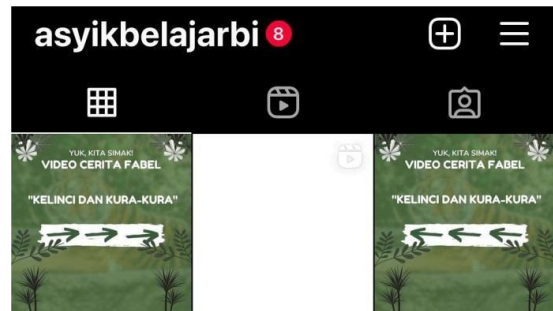 asyikbelajarbi 8
YUK, KITA SIMAK!
VIDEO CERITA FABEL
"KELINCI DAN KURA-KURA"
YUK, KITA SIMAK!
VIDEO CERITA FABEL
"KELINCI DAN KURA-KURA"